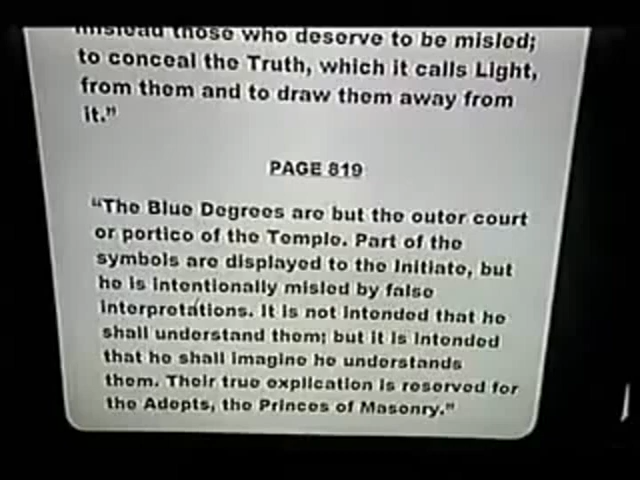 mislead those who deserve to be misled;
to conceal the Truth, which it calls Light,
from them and to draw them away from
it.”
PAGE 819
“The Blue Degrees are but the outer court
or portico of the Temple. Part of the
symbols are displayed to the Initiate, but
he is intentionally misled by false
interpretations. It is not intended that he
shall understand them; but it is intended
that he shall imagine he understands
them. Their true explication is reserved for
the Adepts, the Princes of Masonry.”